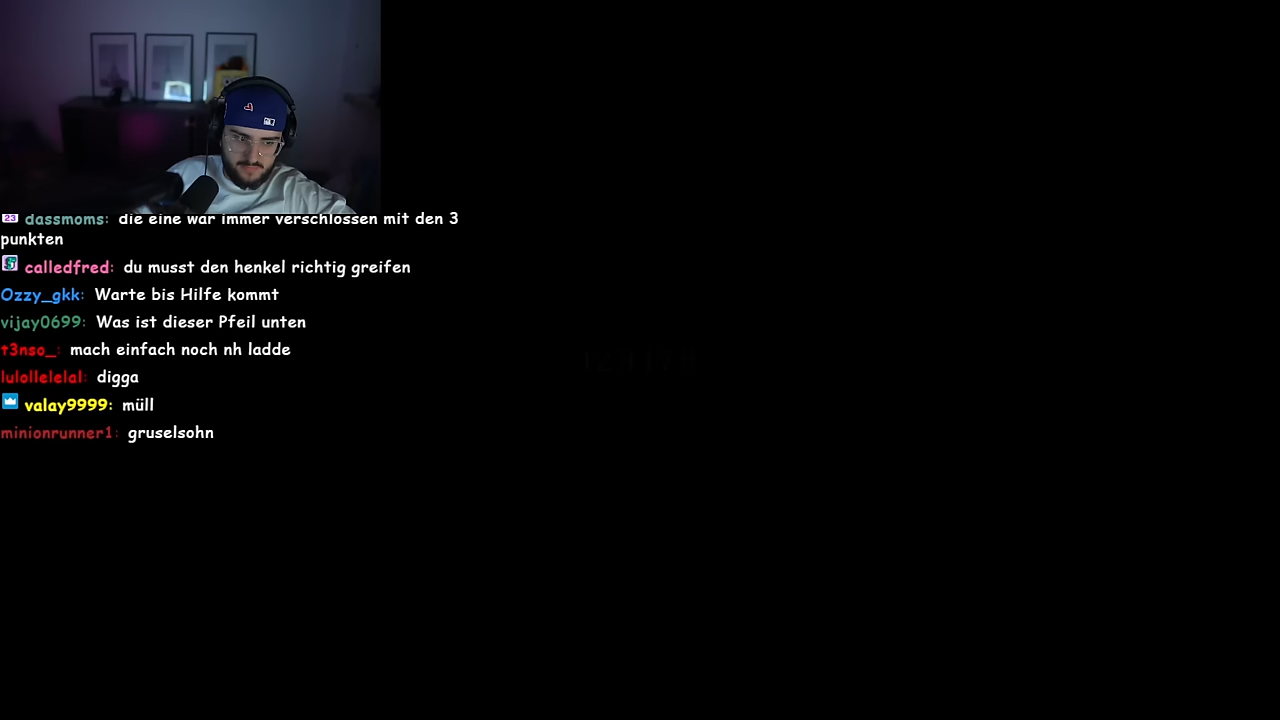 23 dassmoms: die eine war immer verschlossen mit den 3
punkten
calledfred: du musst den henkel richtig greifen
Ozzy_gkk: Warte bis Hilfe kommt
vijay0699: Was ist dieser Pfeil unten
t3nso_: mach einfach noch nh ladde
lulollelelal: digga
valay9999: müll
minionrunner1: gruselsohn